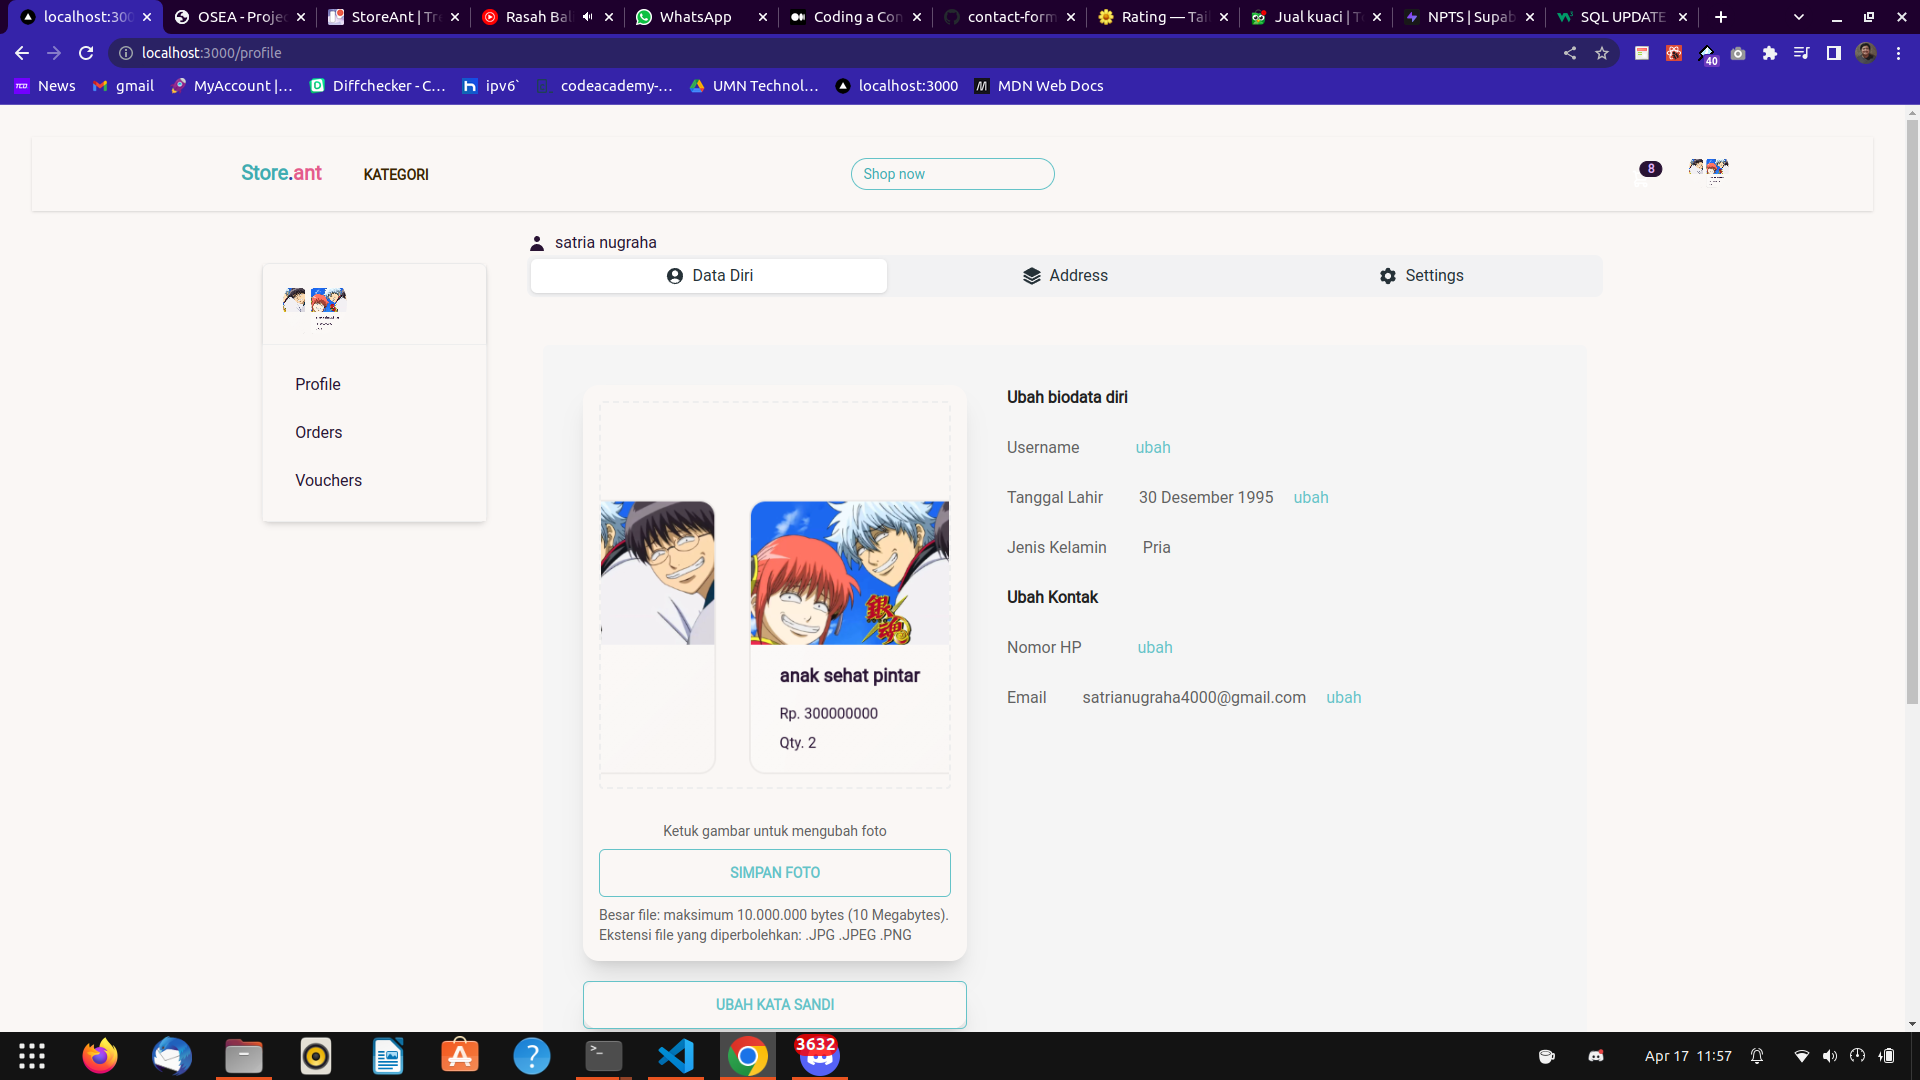 localhost:300
OSEA - Proje
StoreAnt | Tre
Rasah Bal
WhatsApp
Coding a Con
contact-form
Rating — Tail
Jual kuaci | T
NPTS | Supab
SQL UPDATE
localhost:3000/profile
40
News
gmail
MyAccount |...
Diffchecker - C...
ipv6`
codeacademy-...
UMN Technol...
localhost:3000
MDN Web Docs
Store.ant
KATEGORI
Shop now
8
satria nugraha
Data Diri
Address
Settings
Profile
Orders
Vouchers
銀魂
anak sehat pintar
Rp. 300000000
Qty. 2
Ketuk gambar untuk mengubah foto
SIMPAN FOTO
Besar file: maksimum 10.000.000 bytes (10 Megabytes).
Ekstensi file yang diperbolehkan: .JPG .JPEG .PNG
UBAH KATA SANDI
Ubah biodata diri
Username ubah
Tanggal Lahir 30 Desember 1995 ubah
Jenis Kelamin Pria
Ubah Kontak
Nomor HP ubah
Email satrianugraha4000@gmail.com ubah
3632
Apr 17 11:57